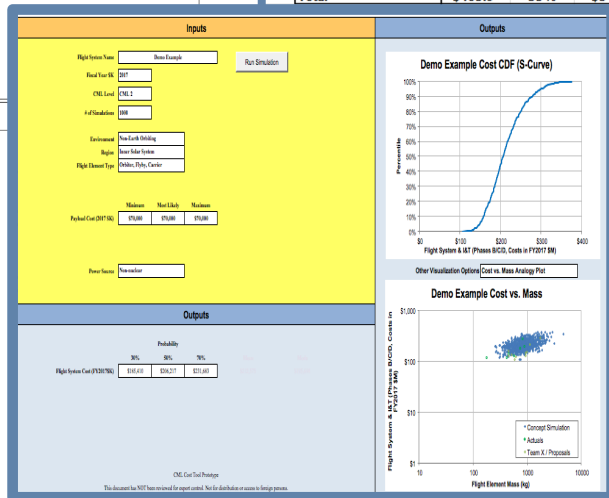 Inputs
Flight System Name Demo Example
Run Simulation
Fiscal Year $K 2017
CML Level CML 2
# of Simulations 1000
Environment Non-Earth Orbiting
Region Inner Solar System
Flight Element Type Orbiter, Flyby, Carrier
Minimum Most Likely Maximum
Payload Cost (2017 $K) $70,000 $70,000 $70,000
Power Source Non-nuclear
Outputs
Probability
30% 50% 70%
Flight System Cost (FY2017$K) $206,217
CML Cost Tool Prototype
This document has NOT been reviewed for export control. Not for distribution or access to foreign persons.
Outputs
Demo Example Cost CDF (S-Curve)
Percentile
100%
90%
80%
70%
60%
50%
40%
30%
20%
10%
0%
$0 $100 $200 $300 $400
Flight System & I&T (Phases B/C/D, Costs in FY2017 $M)
Other Visualization Options Cost vs. Mass Analogy Plot
Demo Example Cost vs. Mass
Flight System & I&T (Phases B/C/D, Costs in
FY2017 $M)
$1,000
$100
$10
$1
Concept Simulation
Actuals
Team X / Proposals
10 100 1000 10000
Flight Element Mass (kg)